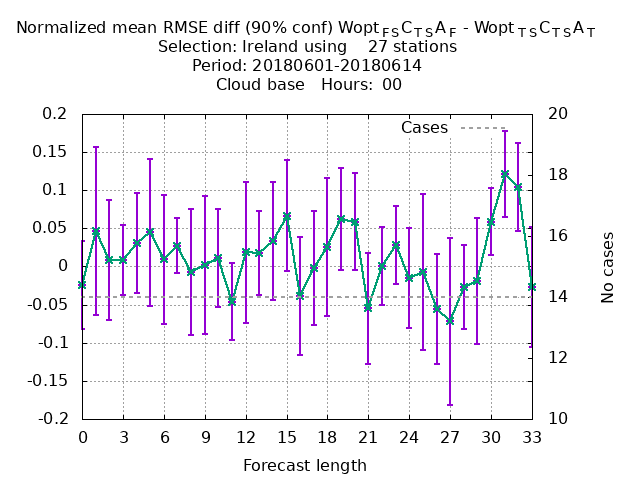 Normalized mean RMSE diff (90% conf) Wopt FS C TS A F - Wopt TS C TS A T
Selection: Ireland using 27 stations
Period: 20180601-20180614
Cloud base Hours: 00
0.2
0.15
0.1
0.05
0
-0.05
-0.1
-0.15
-0.2
Cases
20
18
16
14
12
10
No cases
0 3 6 9 12 15 18 21 24 27 30 33
Forecast length